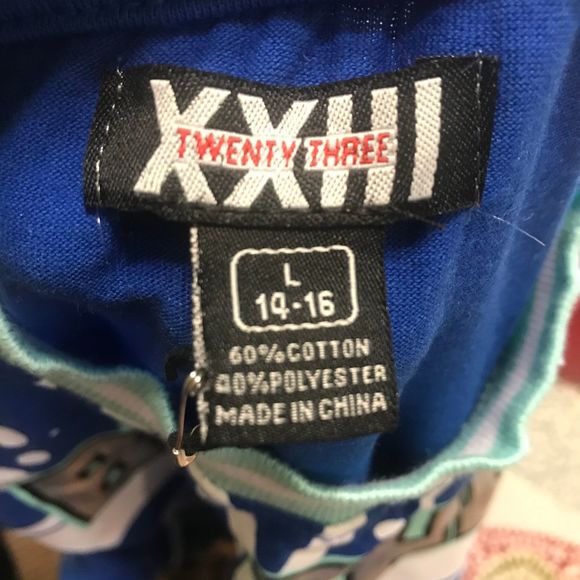 XXIII
TWENTY THREE
L
14-16
60%COTTON
40%POLYESTER
MADE IN CHINA